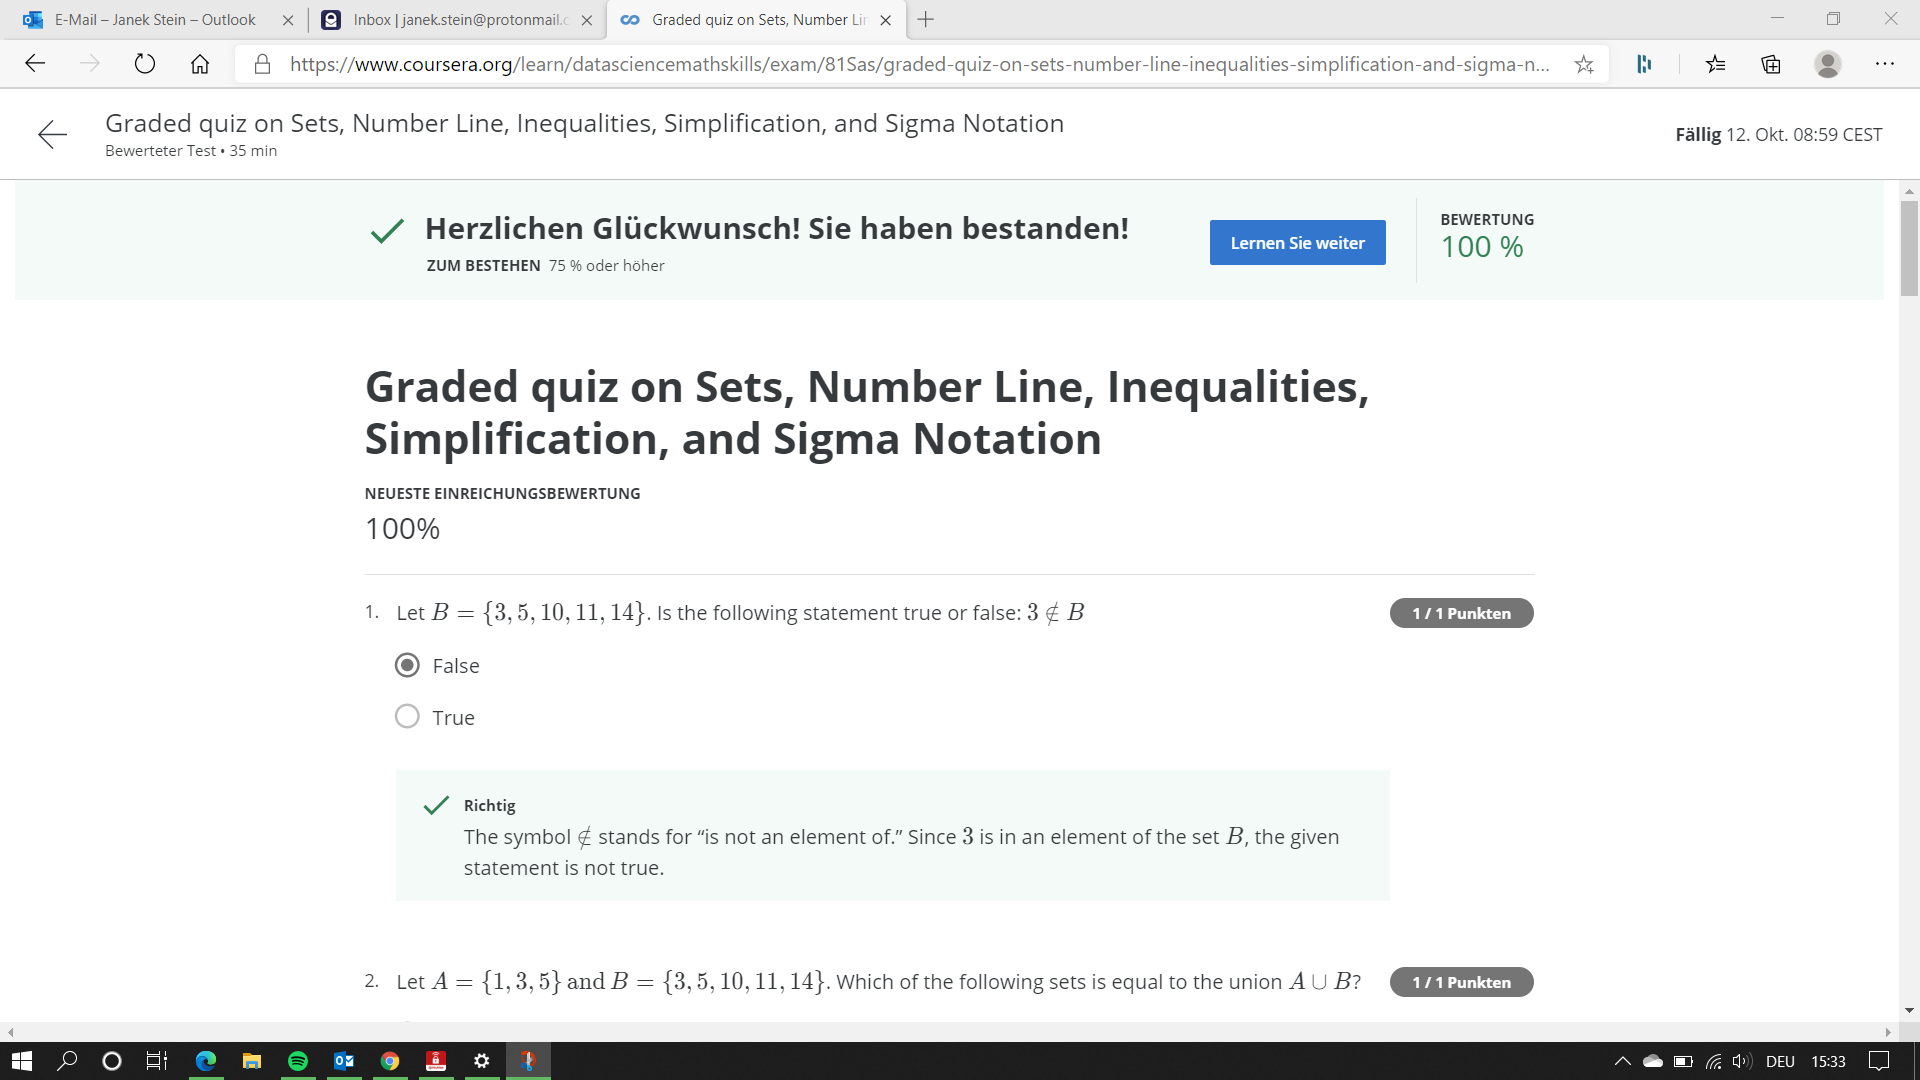 E-Mail – Janek Stein – Outlook
Inbox | janek.stein@protonmail.c
Graded quiz on Sets, Number Lin
https://www.coursera.org/learn/datasciencemathskills/exam/81Sas/graded-quiz-on-sets-number-line-inequalities-simplification-and-sigma-n...
Graded quiz on Sets, Number Line, Inequalities, Simplification, and Sigma Notation
Bewerteter Test • 35 min
Fällig 12. Okt. 08:59 CEST
Herzlichen Glückwunsch! Sie haben bestanden!
ZUM BESTEHEN 75 % oder höher
Lernen Sie weiter
BEWERTUNG
100 %
Graded quiz on Sets, Number Line, Inequalities,
Simplification, and Sigma Notation
NEUESTE EINREICHUNGSBEWERTUNG
100%
1. Let B = {3, 5, 10, 11, 14}. Is the following statement true or false: 3 ∉ B
1 / 1 Punkten
False
True
Richtig
The symbol ∉ stands for “is not an element of.” Since 3 is in an element of the set B, the given
statement is not true.
2. Let A = {1, 3, 5} and B = {3, 5, 10, 11, 14}. Which of the following sets is equal to the union A ∪ B?
1 / 1 Punkten
DEU
15:33